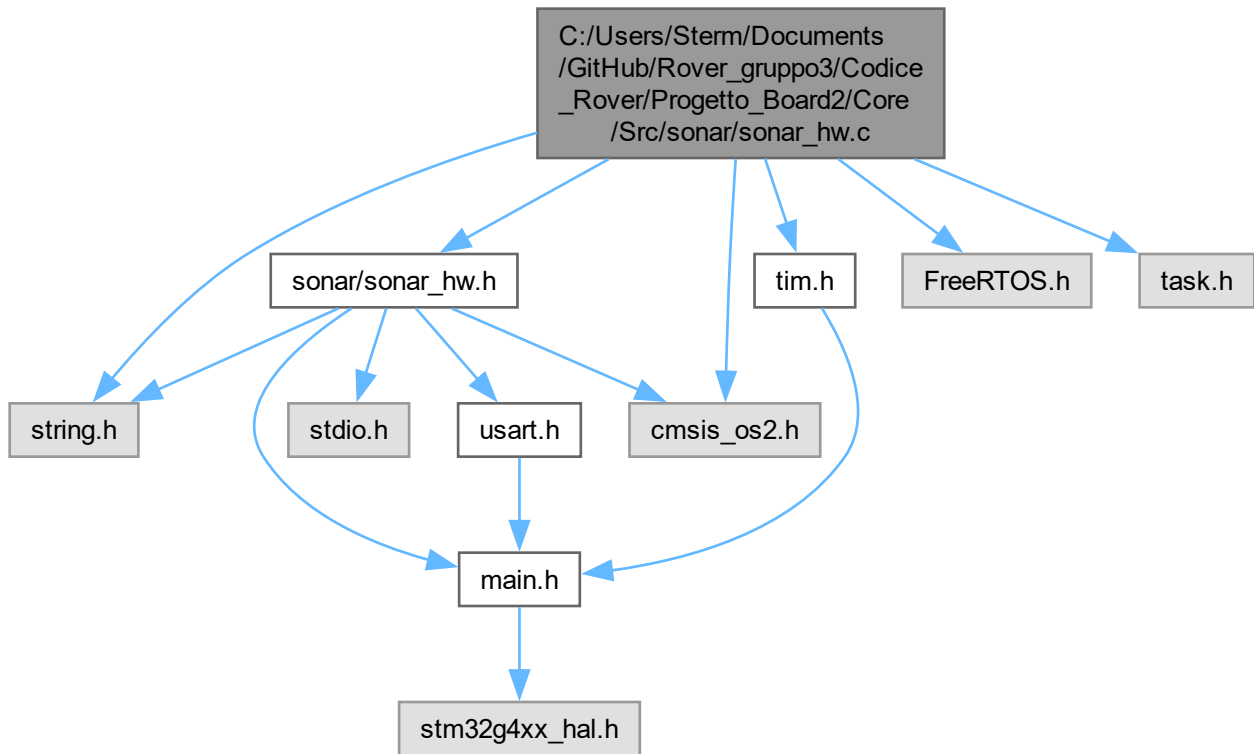 C:/Users/Sterm/Documents
/GitHub/Rover_gruppo3/Codice
_Rover/Progetto_Board2/Core
/Src/sonar/sonar_hw.c
sonar/sonar_hw.h
tim.h
FreeRTOS.h
task.h
string.h
stdio.h
usart.h
cmsis_os2.h
main.h
stm32g4xx_hal.h